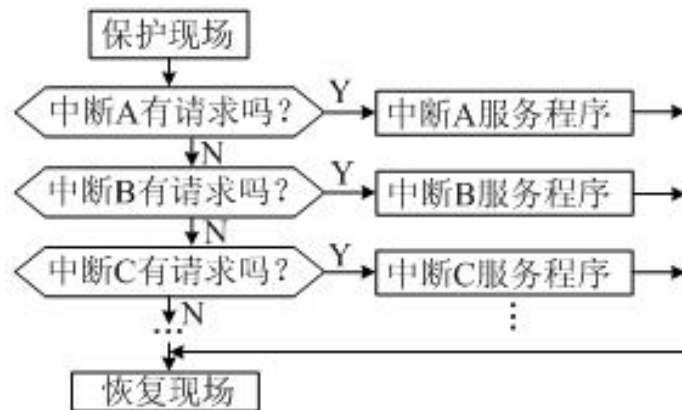 保护现场
中断A有请求吗?
Y
中断A服务程序
N
中断B有请求吗?
Y
中断B服务程序
N
中断C有请求吗?
Y
中断C服务程序
N
恢复现场